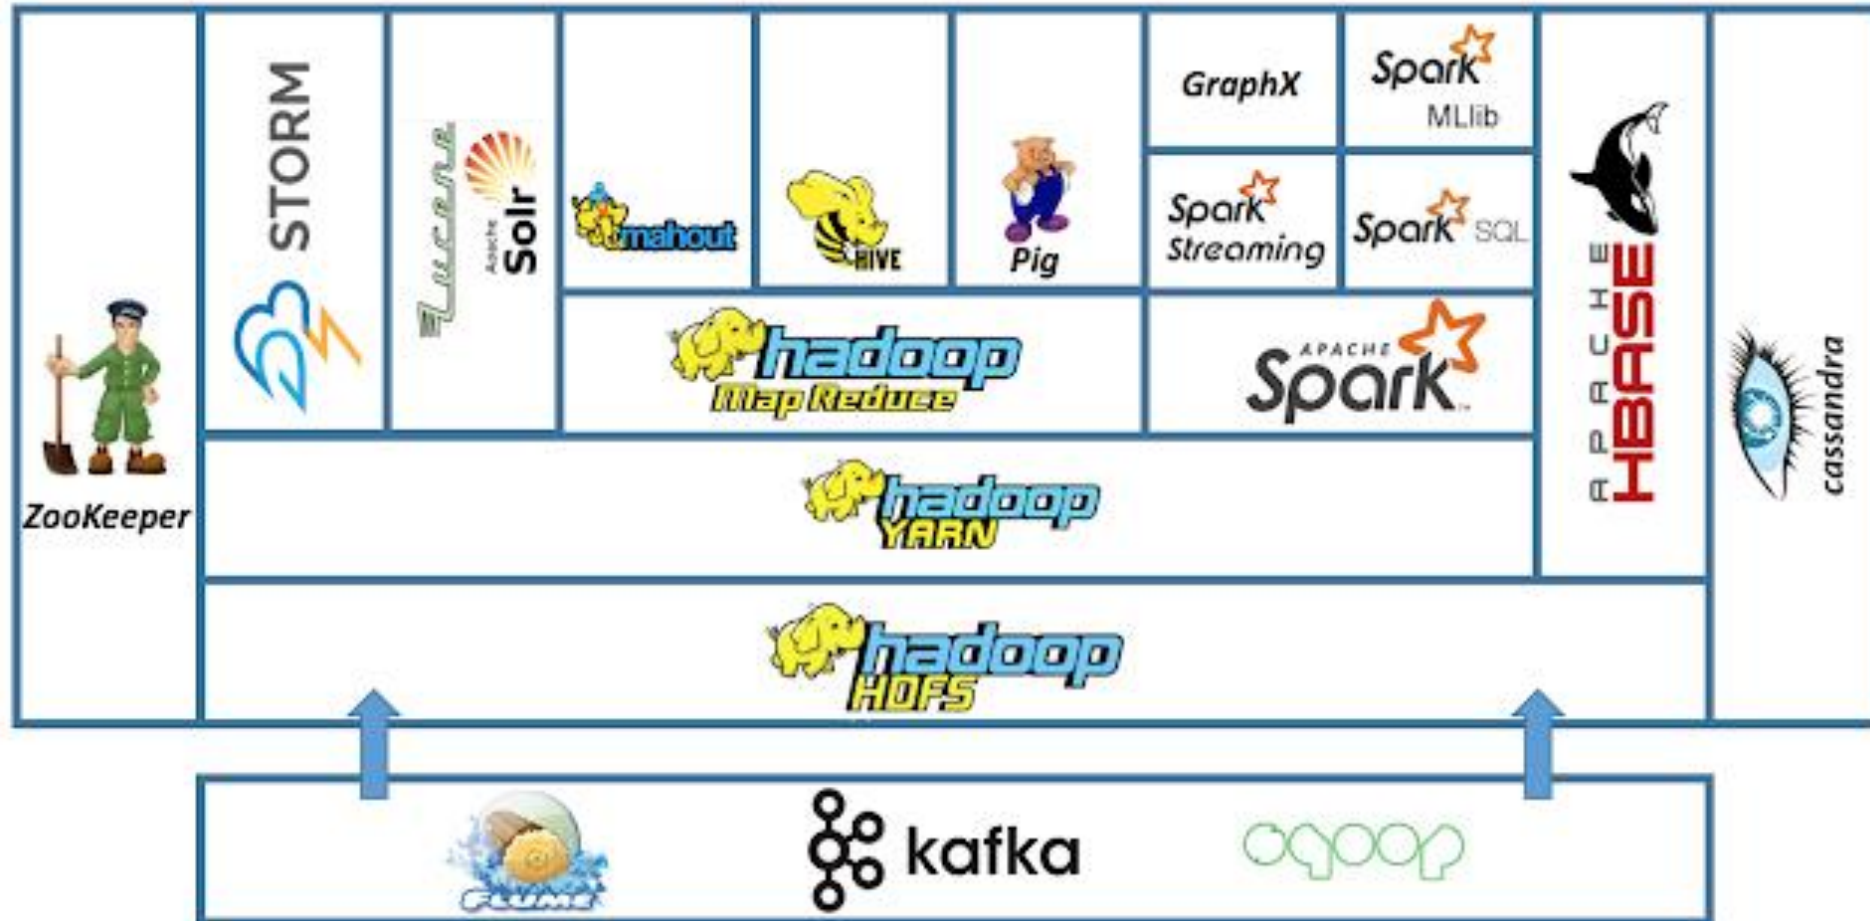 ZooKeeper
STORM
Lucene
Apache
Solr
mahout
HIVE
Pig
GraphX
Spark
MLlib
Spark
Streaming
Spark SQL
hadoop
Map Reduce
APACHE
Spark
TM
APACHE
HBASE
cassandra
hadoop
YARN
hadoop
HDFS
FLUME
kafka
sqoop